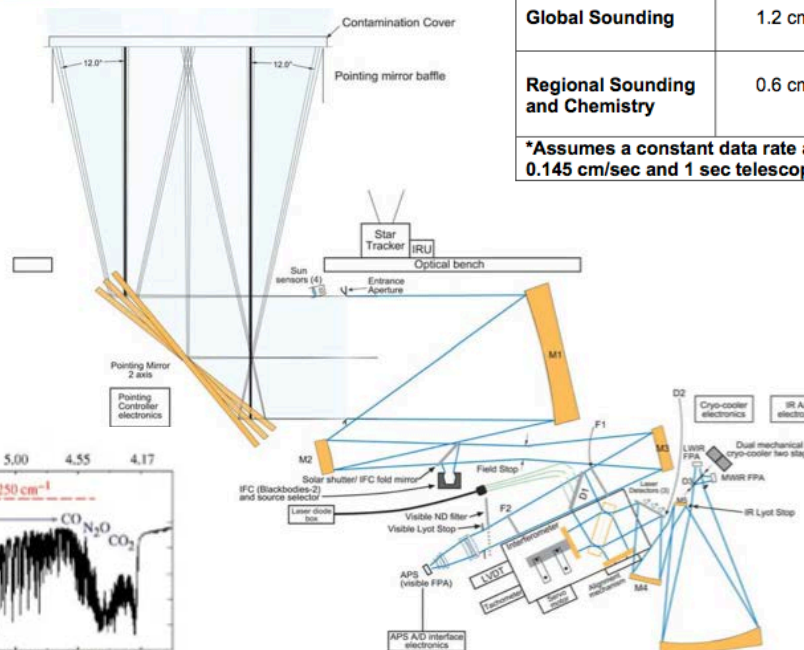 Contamination Cover
12.0°
12.0°
Pointing mirror baffle
Global Sounding
1.2
Regional Sounding
and Chemistry
0.6
*Assumes a constant data rate
0.145 cm/sec and 1 sec
Star
Tracker
IRU
Optical bench
Sun
sensors (4)
Entrance
Aperture
Pointing Mirror
2 axis
Pointing
Controller
electronics
M1
M2
M3
F1
D2
Cryo-cooler
electronics
Dual mechanical
cryo-cooler two
LWIR
FPA
D3
MWIR FPA
M5
IR Lyot Stop
Solar shutter/ IFC fold mirror
IFC (Blackbodies-2)
and source selector
Field Stop
D1
Laser
Detectors (3)
Laser diode
box
F2
Visible ND filter
Visible Lyot Stop
Interferometer
APS
(visible FPA)
LVDT
Tachometer
Servo
motor
Alignment
mechanism
M4
APS A/D interface
electronics
5.00 4.55 4.17
250 cm⁻¹
CO
N₂O
CO₂